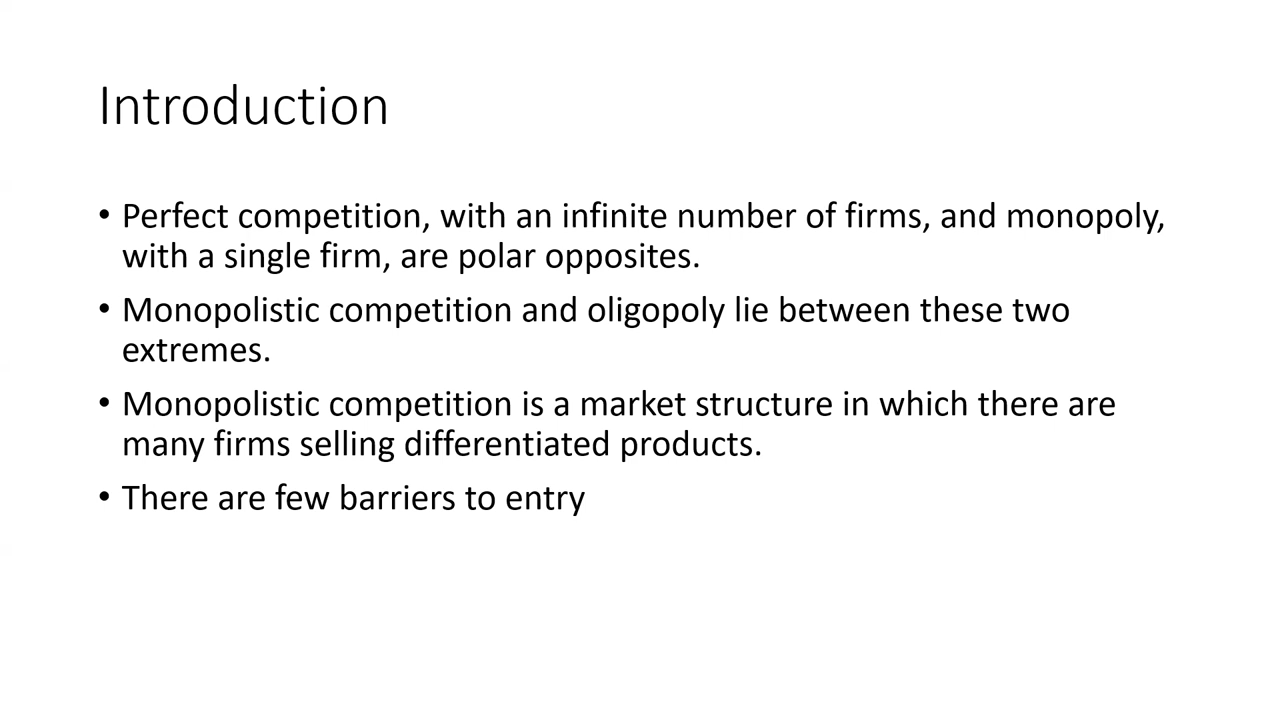 Introduction
• Perfect competition, with an infinite number of firms, and monopoly,
with a single firm, are polar opposites.
• Monopolistic competition and oligopoly lie between these two
extremes.
• Monopolistic competition is a market structure in which there are
many firms selling differentiated products.
• There are few barriers to entry